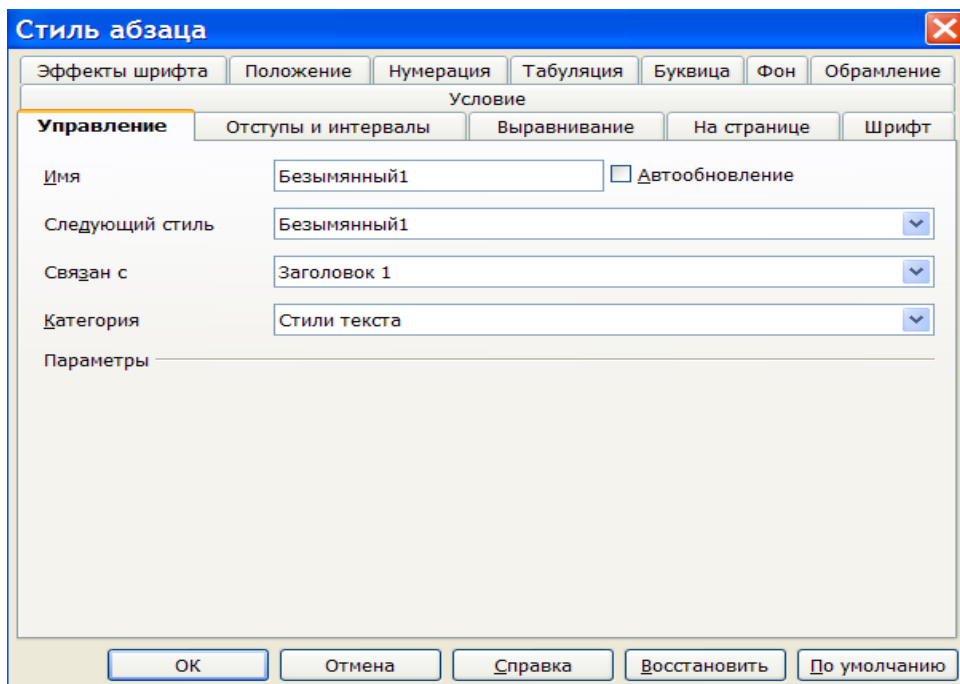 Стиль абзаца
Эффекты шрифта Положение Нумерация Табуляция Буквица Фон Обрамление
Условие
Управление Отступы и интервалы Выравнивание На странице Шрифт
Имя Безымянный1 Автообновление
Следующий стиль Безымянный1
Связан с Заголовок 1
Категория Стили текста
Параметры
ОК Отмена Справка Восстановить По умолчанию